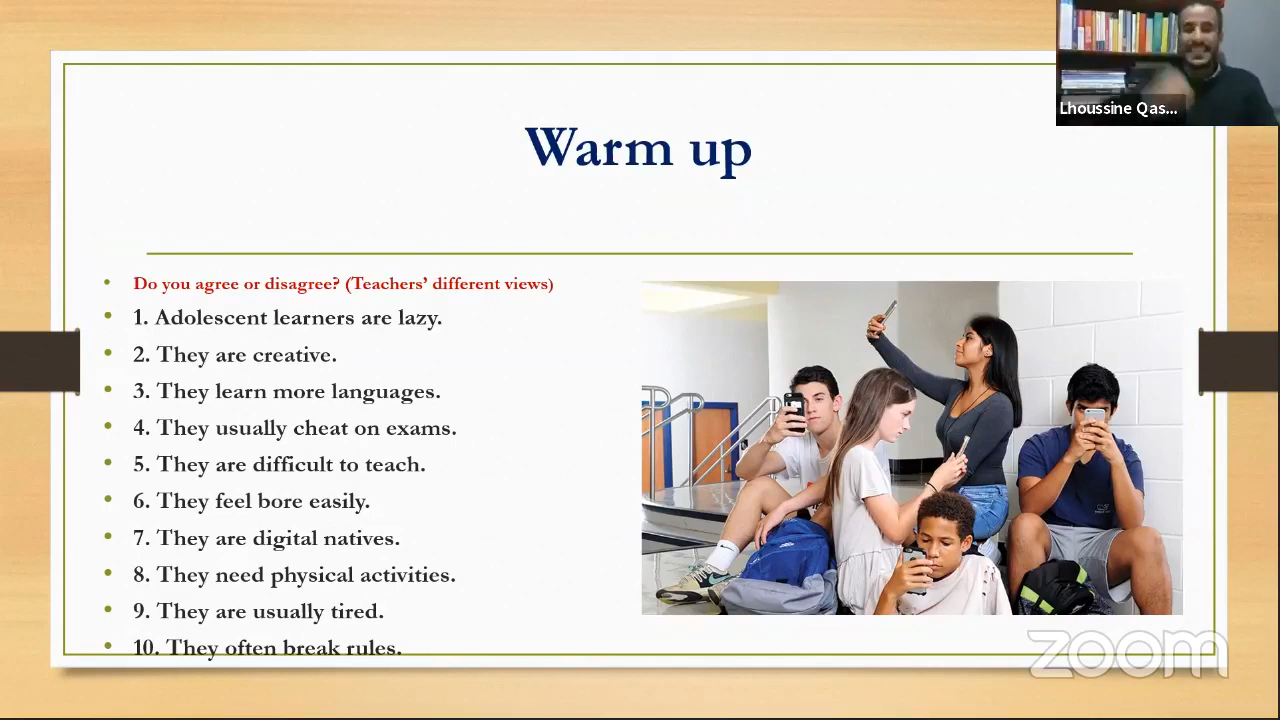 Lhoussine Qas...
Warm up
Do you agree or disagree? (Teachers' different views)
1. Adolescent learners are lazy.
2. They are creative.
3. They learn more languages.
4. They usually cheat on exams.
5. They are difficult to teach.
6. They feel bore easily.
7. They are digital natives.
8. They need physical activities.
9. They are usually tired.
10. They often break rules.
zoom